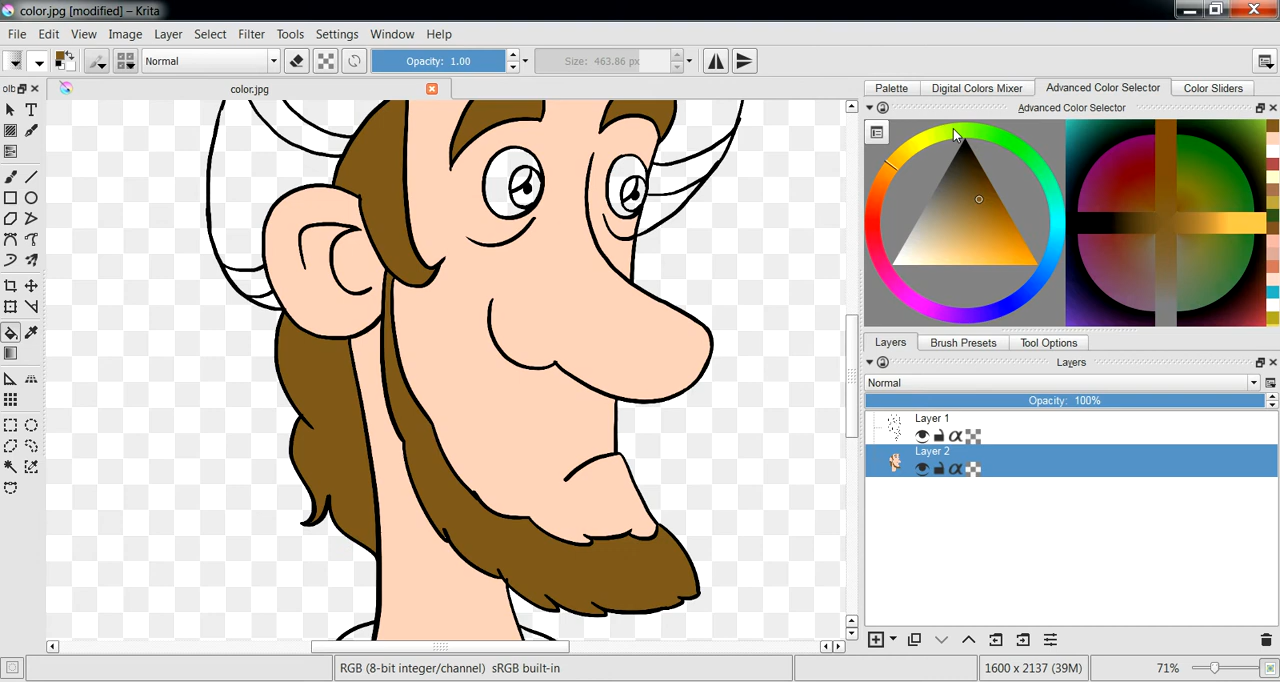 color.jpg [modified] – Krita
File Edit View Image Layer Select Filter Tools Settings Window Help
Normal Opacity: 1.00 Size: 463.86 px
olb color.jpg
Palette Digital Colors Mixer Advanced Color Selector Color Sliders
Advanced Color Selector
Layers Brush Presets Tool Options
Layers
Normal
Opacity: 100%
Layer 1
Layer 2
RGB (8-bit integer/channel) sRGB built-in 1600 x 2137 (39M) 71%